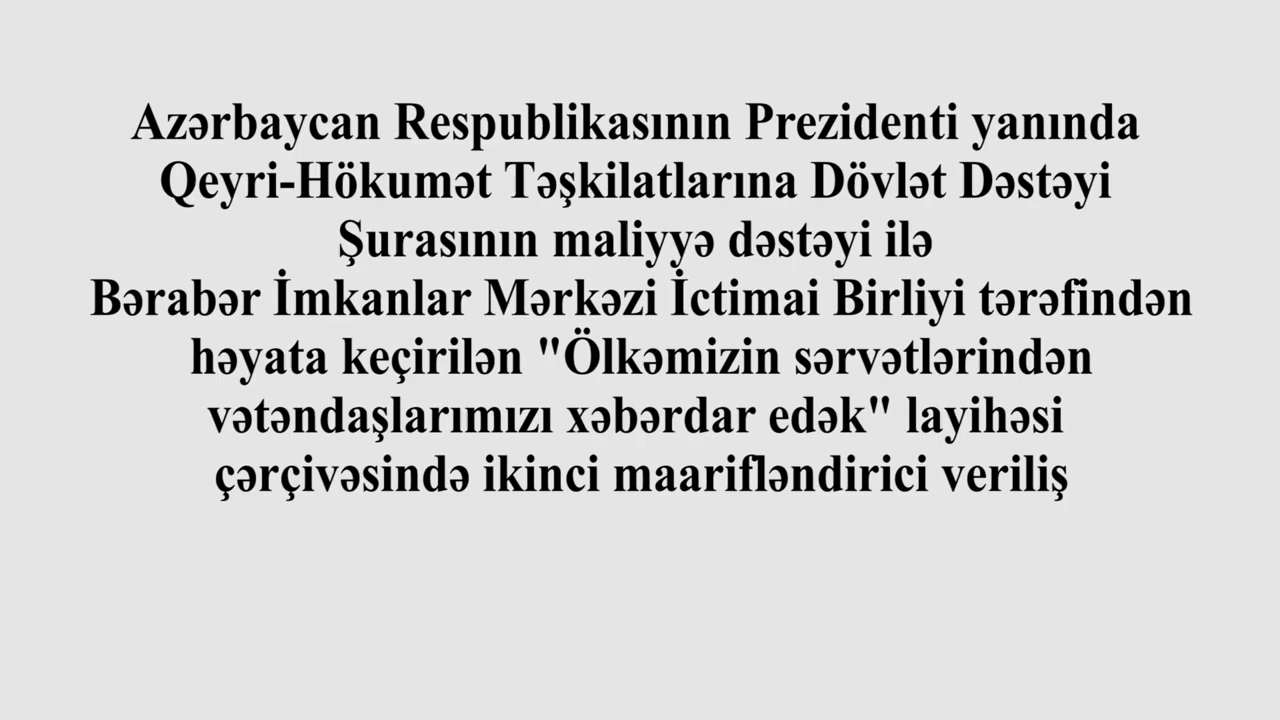 Azərbaycan Respublikasının Prezidenti yanında
Qeyri-Hökumət Təşkilatlarına Dövlət Dəstəyi
Şurasının maliyyə dəstəyi ilə
Bərabər İmkanlar Mərkəzi İctimai Birliyi tərəfindən
həyata keçirilən "Ölkəmizin sərvətlərindən
vətəndaşlarımızı xəbərdar edək" layihəsi
çərçivəsində ikinci maarifləndirici veriliş